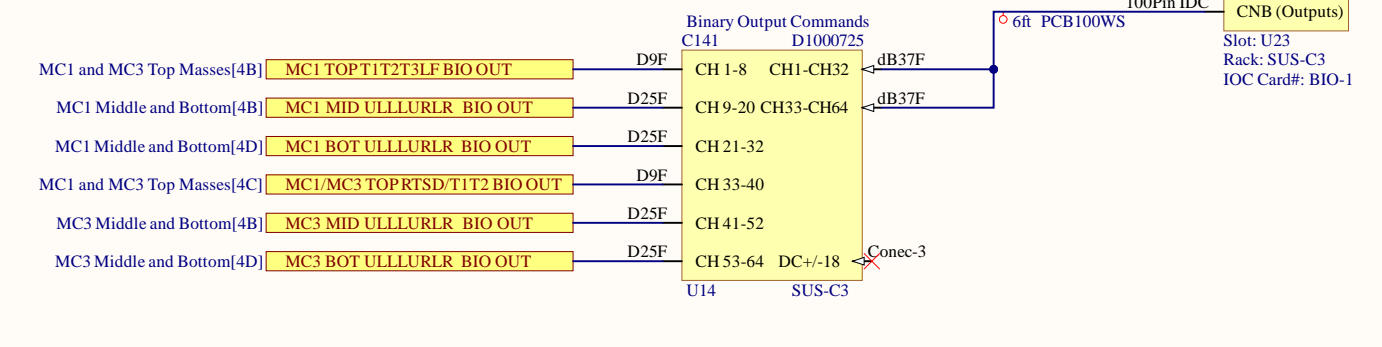 100Pin IDC
CNB (Outputs)
6ft PCB100WS
Slot: U23
Rack: SUS-C3
IOC Card#: BIO-1
Binary Output Commands
C141 D1000725
MC1 and MC3 Top Masses[4B] MC1 TOP T1T2T3LF BIO OUT D9F CH 1-8 CH1-CH32 dB37F
MC1 Middle and Bottom[4B] MC1 MID ULLLURLR BIO OUT D25F CH 9-20 CH33-CH64 dB37F
MC1 Middle and Bottom[4D] MC1 BOT ULLLURLR BIO OUT D25F CH 21-32
MC1 and MC3 Top Masses[4C] MC1/MC3 TOP RTSD/T1T2 BIO OUT D9F CH 33-40
MC3 Middle and Bottom[4B] MC3 MID ULLLURLR BIO OUT D25F CH 41-52
MC3 Middle and Bottom[4D] MC3 BOT ULLLURLR BIO OUT D25F CH 53-64 DC+/-18 Conec-3
U14 SUS-C3